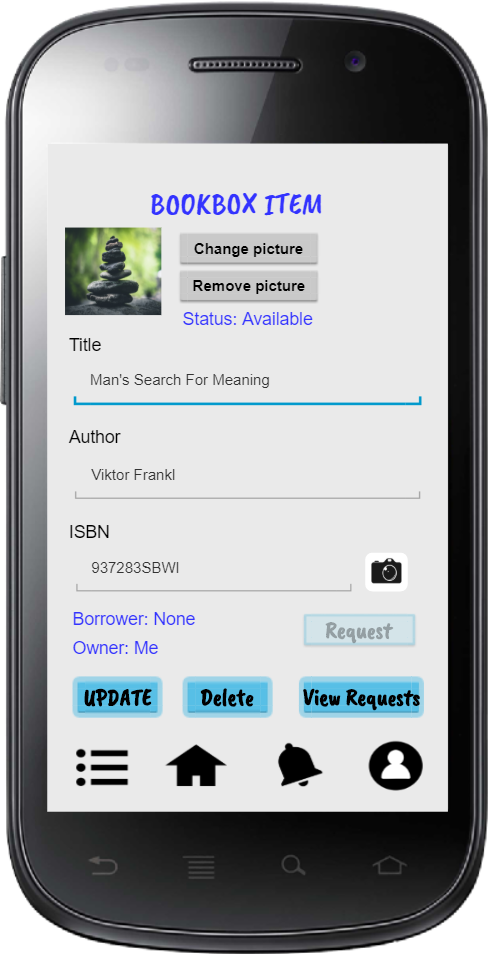 BOOKBOX ITEM
Change picture
Remove picture
Status: Available
Title
Man's Search For Meaning
Author
Viktor Frankl
ISBN
937283SBWI
Borrower: None
Request
Owner: Me
UPDATE Delete View Requests